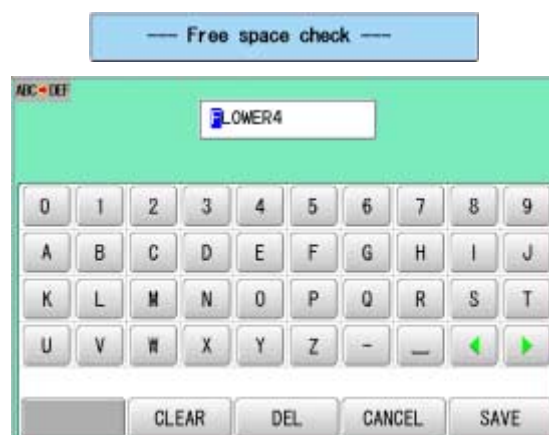 --- Free space check ---
ABC→DEF
FLOWER4
0 1 2 3 4 5 6 7 8 9
A B C D E F G H I J
K L M N O P Q R S T
U V W X Y Z - _
CLEAR DEL CANCEL SAVE